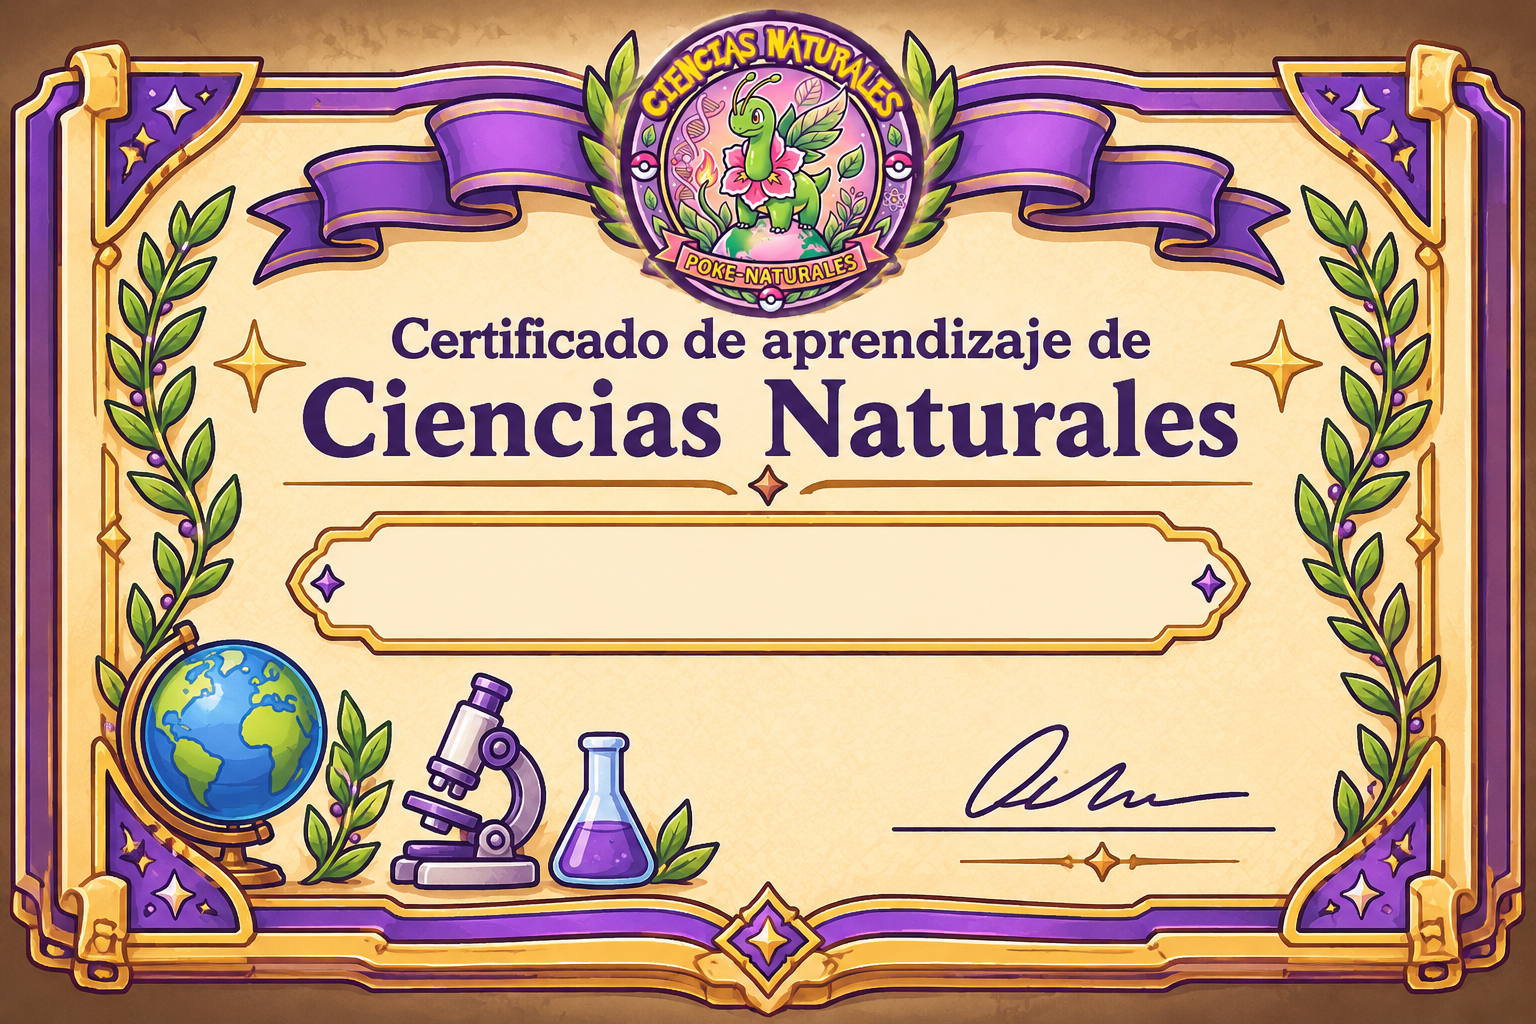 CIENCIAS NATURALES
POKE-NATURALES
Certificado de aprendizaje de
Ciencias Naturales